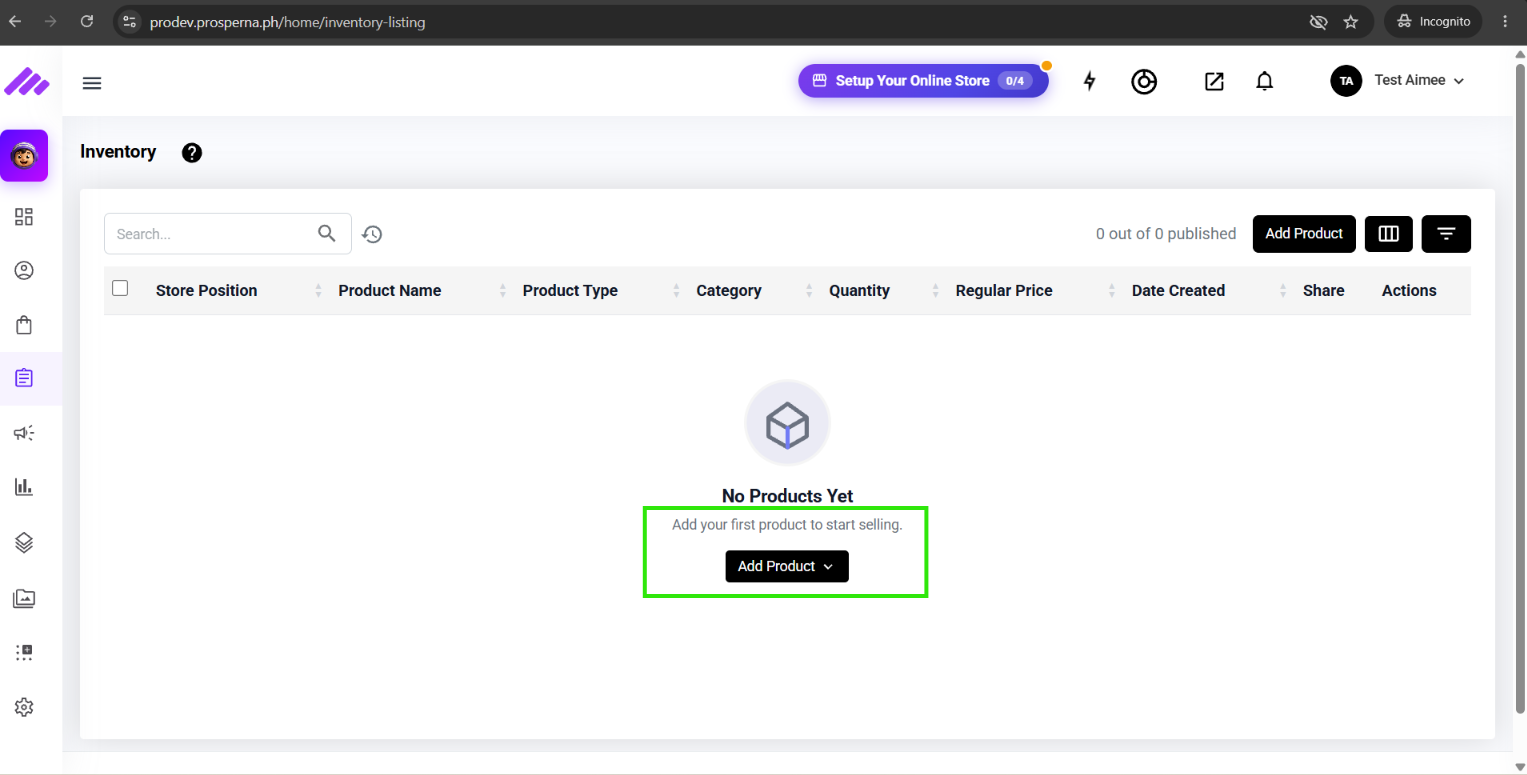 prodev.prosperna.ph/home/inventory-listing
Incognito
Setup Your Online Store 0/4
TA
Test Aimee
Inventory ?
Search...
0 out of 0 published
Add Product
Store Position Product Name Product Type Category Quantity Regular Price Date Created Share Actions
No Products Yet
Add your first product to start selling.
Add Product